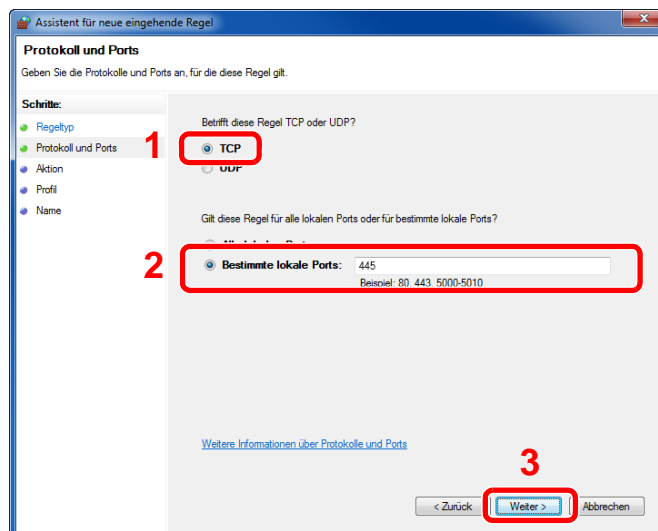 Assistent für neue eingehende Regel
Protokoll und Ports
Geben Sie die Protokolle und Ports an, für die diese Regel gilt.
Schritte:
Regeltyp
Protokoll und Ports
Aktion
Profil
Name
Betrifft diese Regel TCP oder UDP?
1
TCP
UDP
Gilt diese Regel für alle lokalen Ports oder für bestimmte lokale Ports?
2
Bestimmte lokale Ports: 445
Beispiel: 80, 443, 5000-5010
Weitere Informationen über Protokolle und Ports
3
< Zurück Weiter > Abbrechen